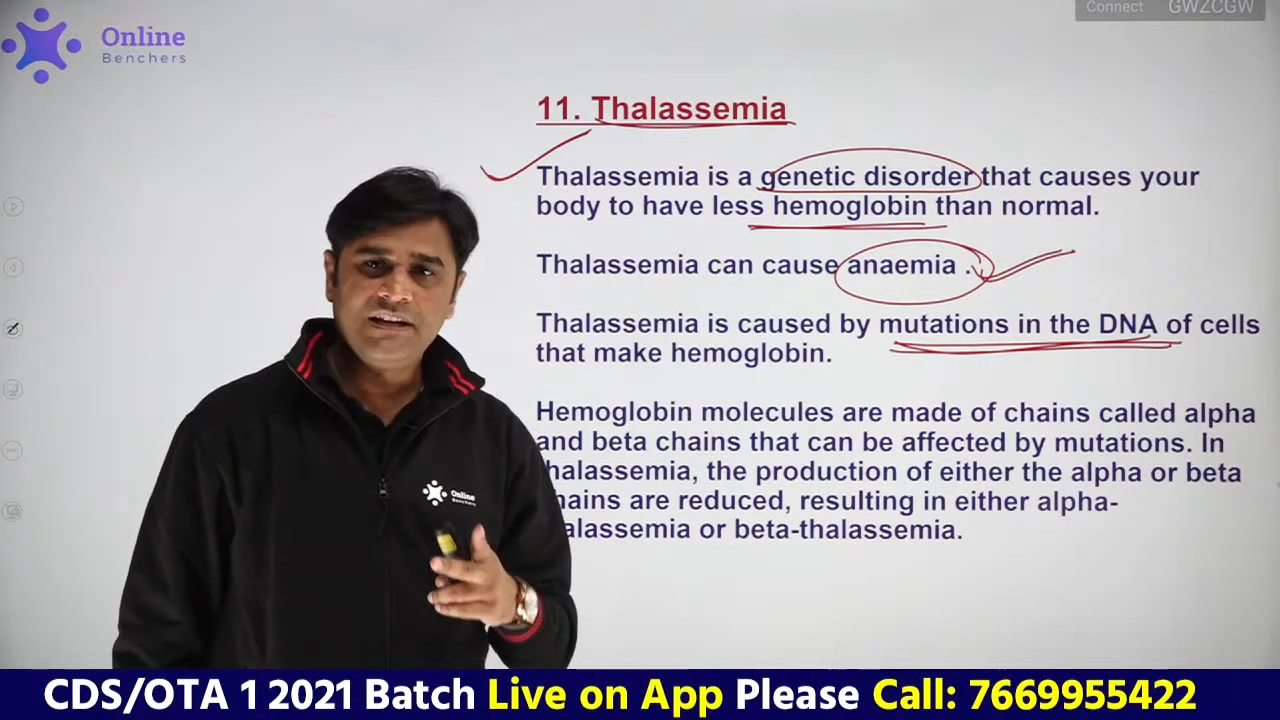 Connect GWZCGW
Online
Benchers
11. Thalassemia
Thalassemia is a genetic disorder that causes your
body to have less hemoglobin than normal.
Thalassemia can cause anaemia .
Thalassemia is caused by mutations in the DNA of cells
that make hemoglobin.
Hemoglobin molecules are made of chains called alpha
and beta chains that can be affected by mutations. In
halassemia, the production of either the alpha or beta
hains are reduced, resulting in either alpha-
alassemia or beta-thalassemia.
Online
Benchers
CDS/OTA 1 2021 Batch Live on App Please Call: 7669955422